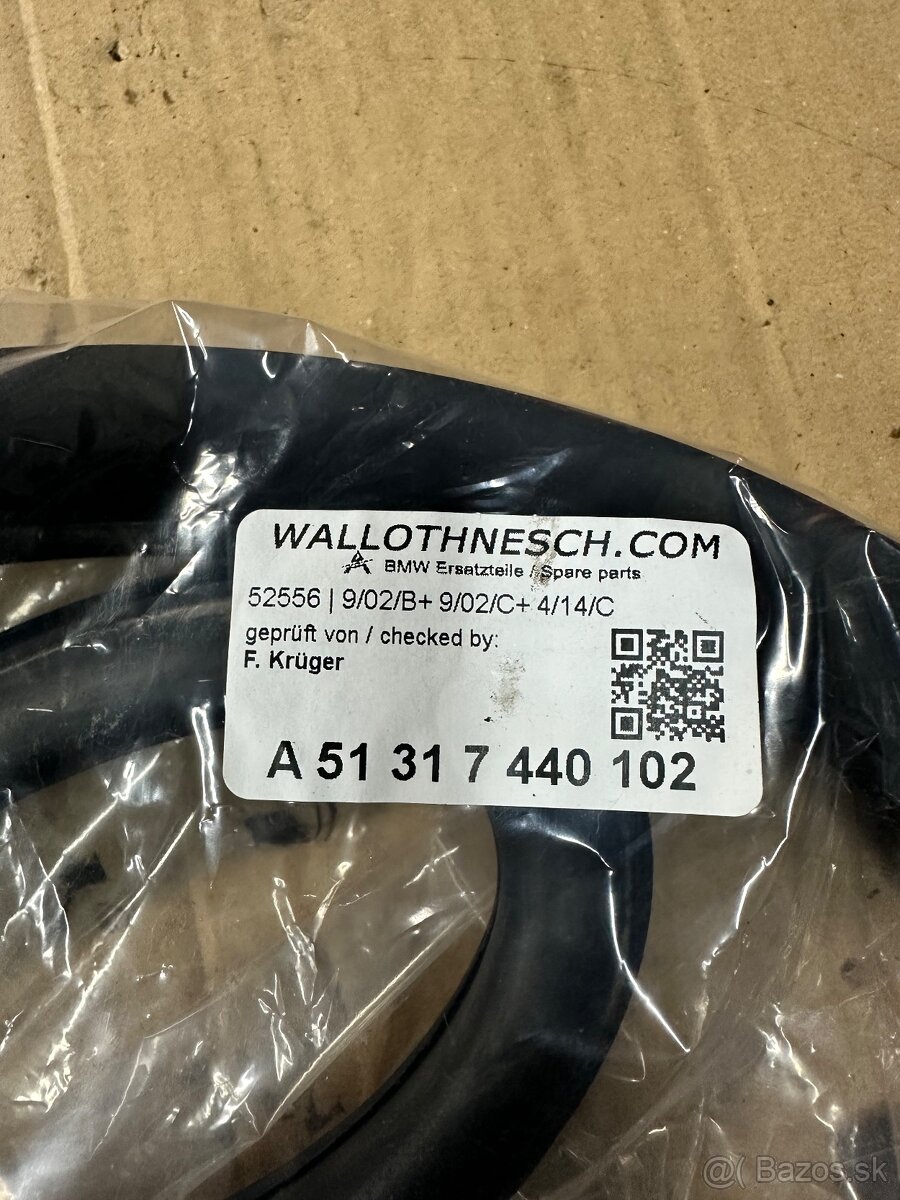 WALLOTHNESCH.COM
BMW Ersatzteile / Spare parts
52556 | 9/02/B+ 9/02/C+ 4/14/C
geprüft von / checked by:
F. Krüger
A 51 31 7 440 102
@( Bazos.sk